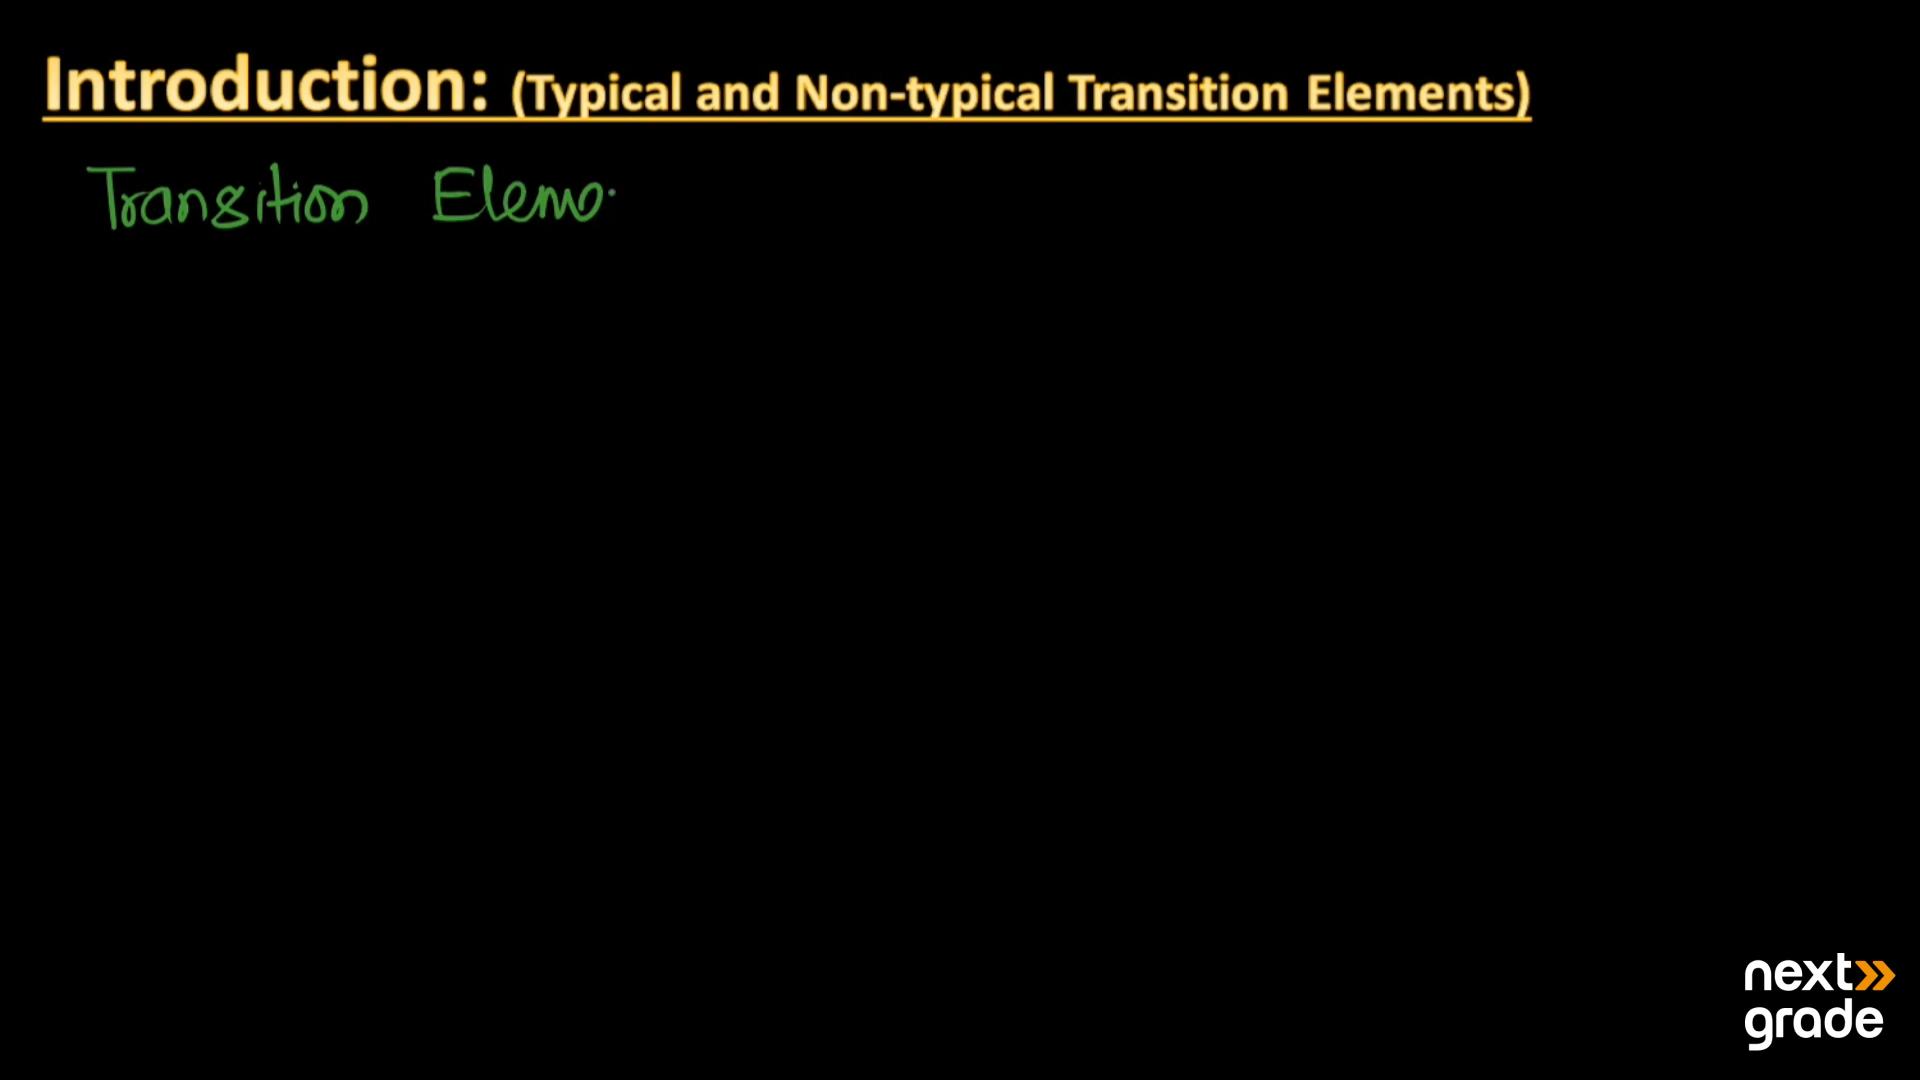 Introduction: (Typical and Non-typical Transition Elements)
Transition Elem
next
grade